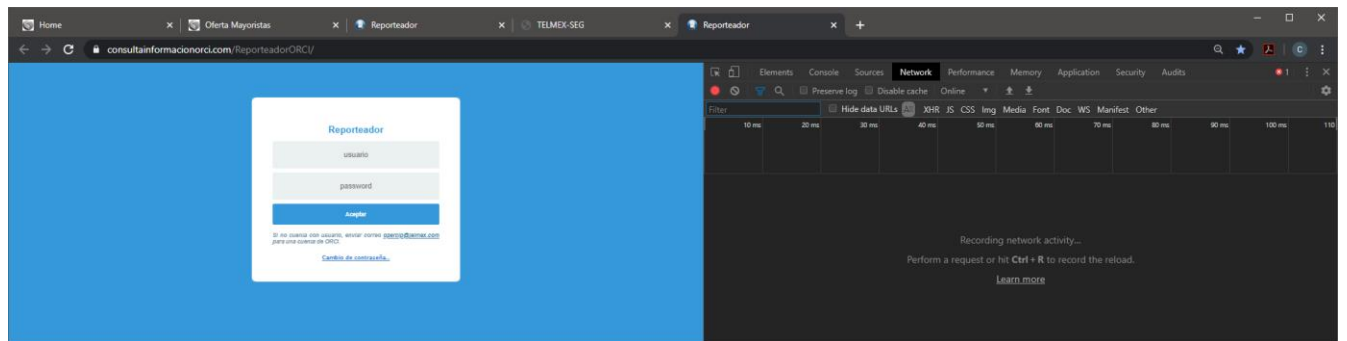 Home
Oferta Mayoristas
Reporteador
TELMEX-SEG
Reporteador
consultainformacionorci.com/ReporteadorORCI/
Elements Console Sources Network Performance Memory Application Security Audits 1
Preserve log Disable cache Online
Filter Hide data URLs All XHR JS CSS Img Media Font Doc WS Manifest Other
10 ms 20 ms 30 ms 40 ms 50 ms 60 ms 70 ms 80 ms 90 ms 100 ms 110
Reporteador
usuario
password
Aceptar
Si no cuenta con usuario, enviar correo
para una cuenta de ORCI.
Cambio de contraseña...
Recording network activity...
Perform a request or hit Ctrl + R to record the reload.
Learn more